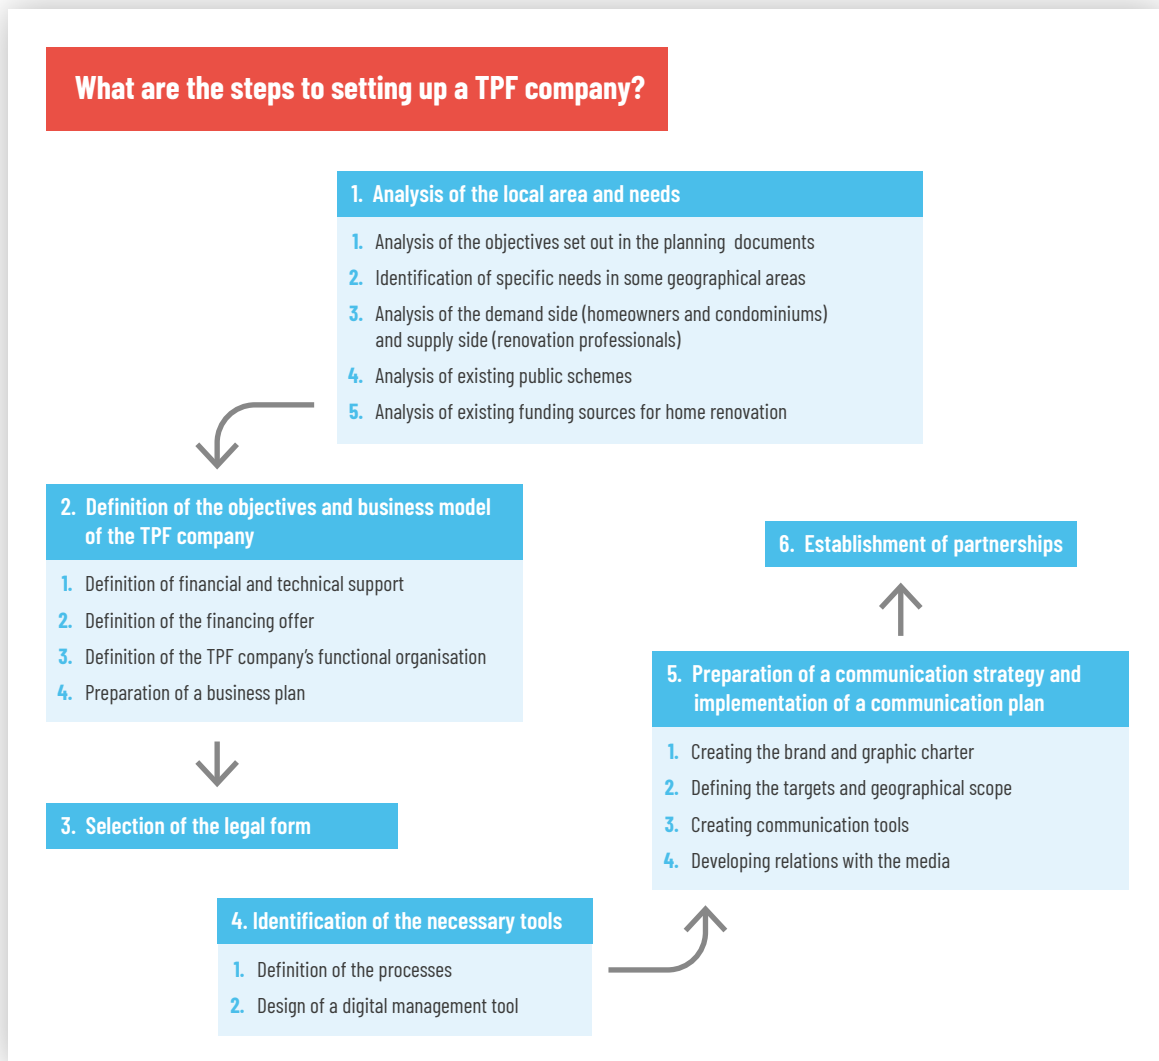 What are the steps to setting up a TPF company?
1. Analysis of the local area and needs
1. Analysis of the objectives set out in the planning documents
2. Identification of specific needs in some geographical areas
3. Analysis of the demand side (homeowners and condominiums)
and supply side (renovation professionals)
4. Analysis of existing public schemes
5. Analysis of existing funding sources for home renovation
2. Definition of the objectives and business model
of the TPF company
1. Definition of financial and technical support
2. Definition of the financing offer
3. Definition of the TPF company's functional organisation
4. Preparation of a business plan
3. Selection of the legal form
4. Identification of the necessary tools
1. Definition of the processes
2. Design of a digital management tool
5. Preparation of a communication strategy and
implementation of a communication plan
1. Creating the brand and graphic charter
2. Defining the targets and geographical scope
3. Creating communication tools
4. Developing relations with the media
6. Establishment of partnerships